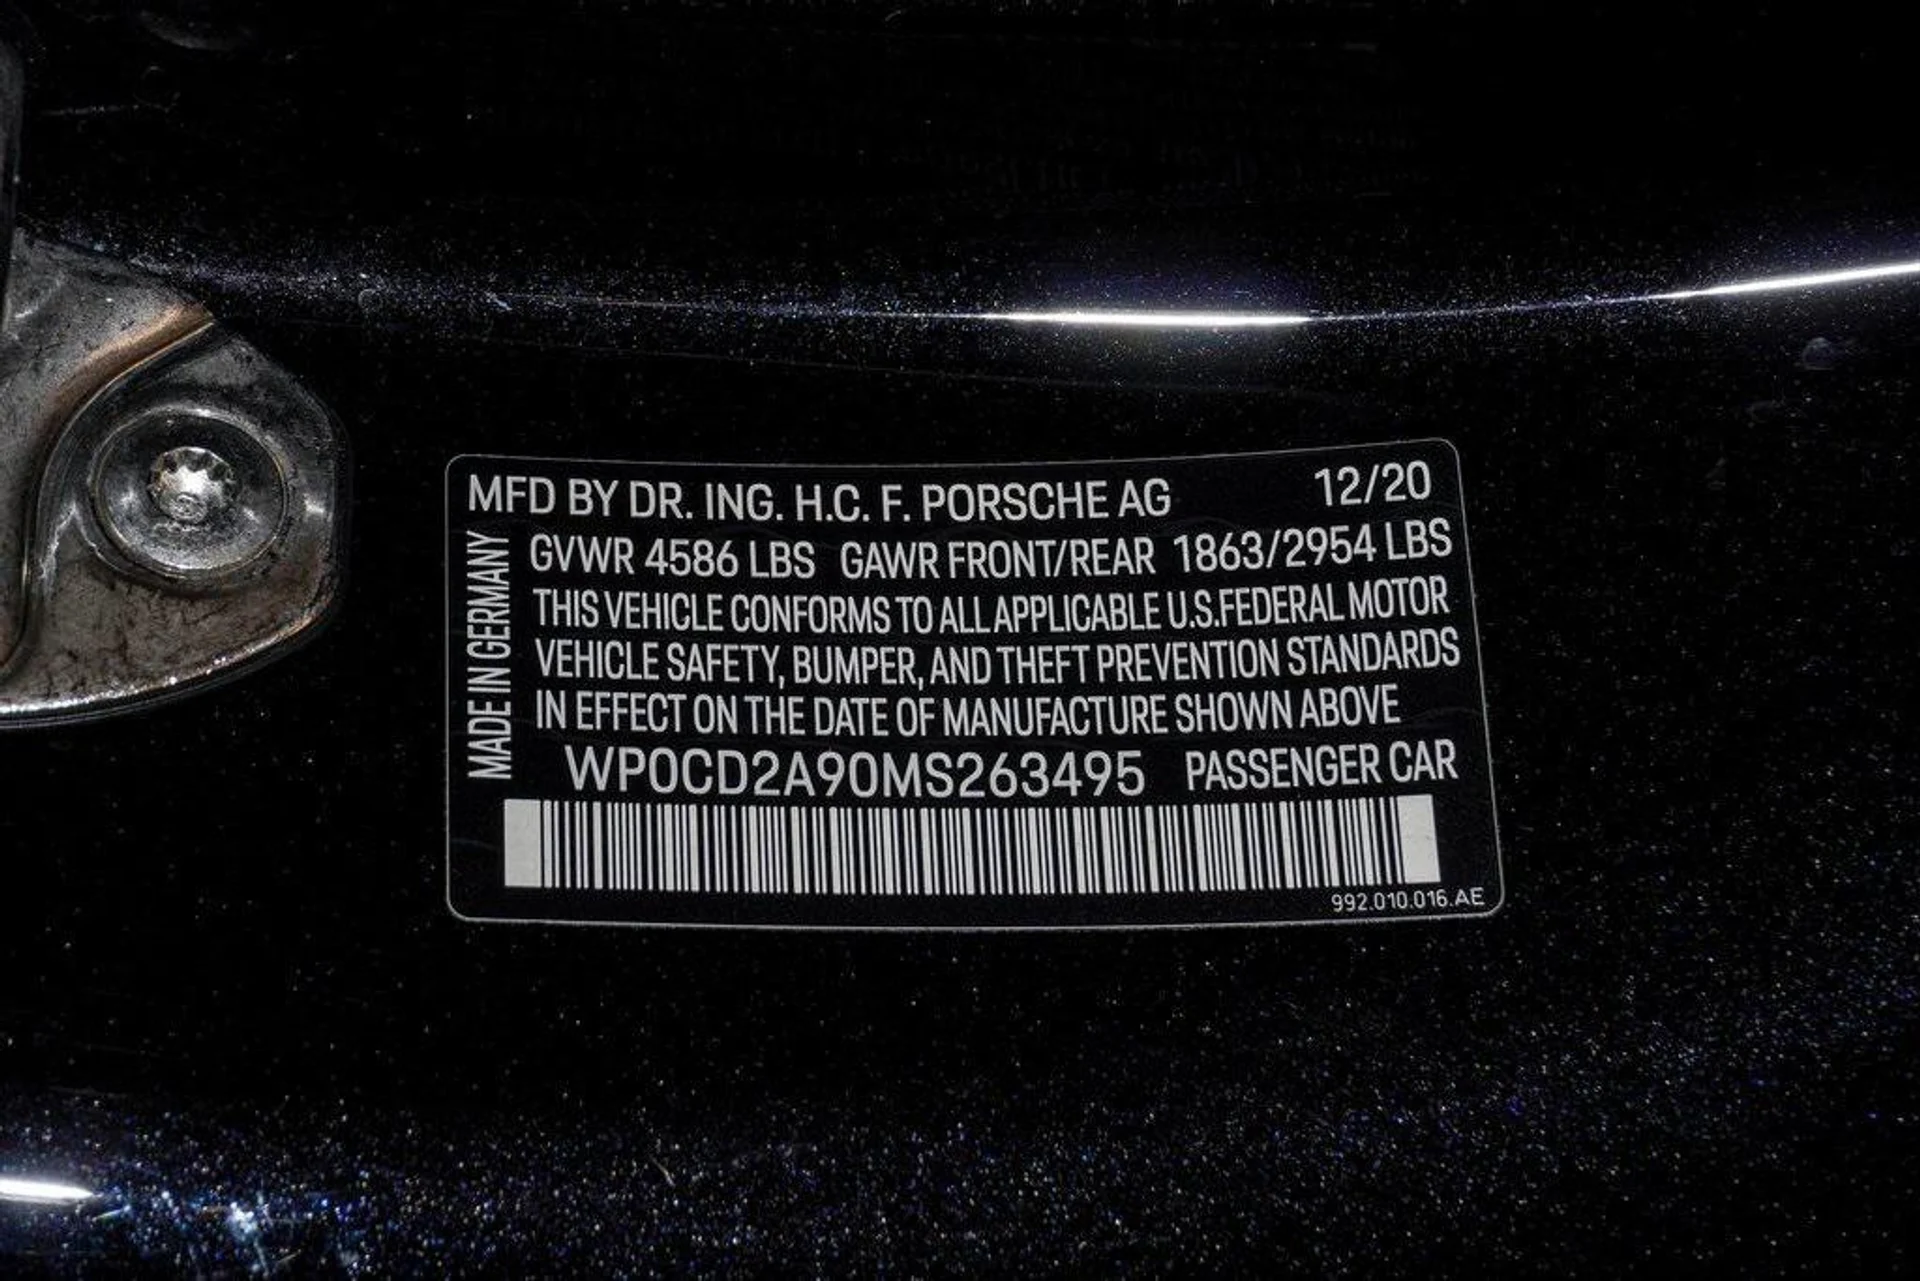 MFD BY DR. ING. H.C. F. PORSCHE AG 12/20
MADE IN GERMANY
GVWR 4586 LBS GAWR FRONT/REAR 1863/2954 LBS
THIS VEHICLE CONFORMS TO ALL APPLICABLE U.S.FEDERAL MOTOR
VEHICLE SAFETY, BUMPER, AND THEFT PREVENTION STANDARDS
IN EFFECT ON THE DATE OF MANUFACTURE SHOWN ABOVE
WP0CD2A90MS263495 PASSENGER CAR
992.010.016.AE